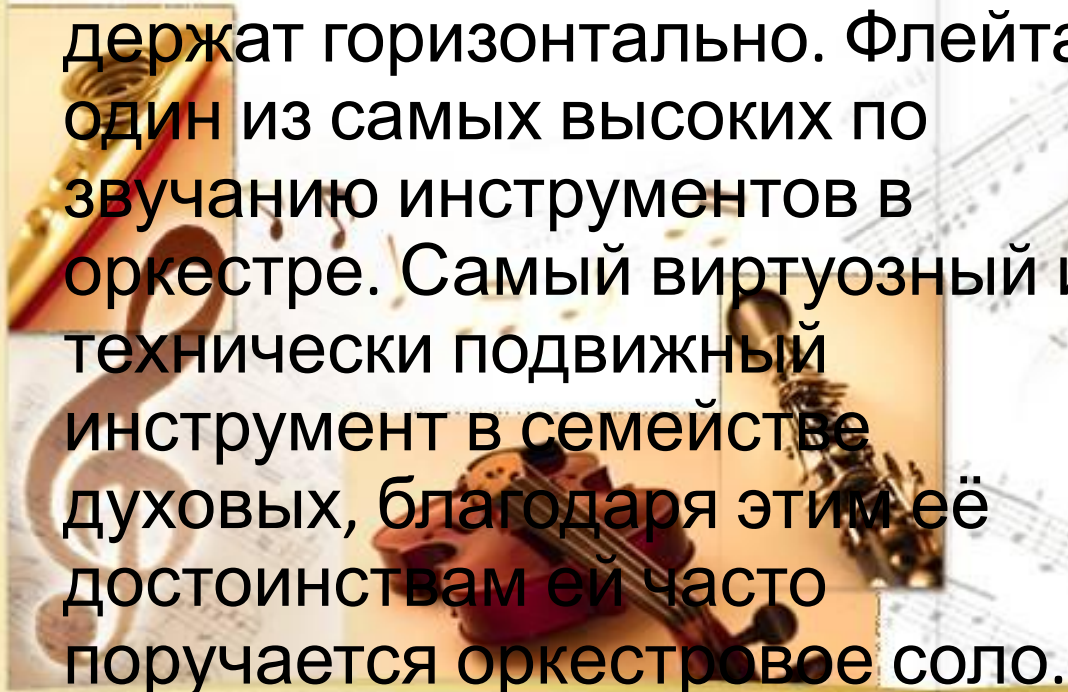 держат горизонтально. Флейта
один из самых высоких по
звучанию инструментов в
оркестре. Самый виртуозный и
технически подвижный
инструмент в семействе
духовых, благодаря этим её
достоинствам ей часто
поручается оркестровое соло.